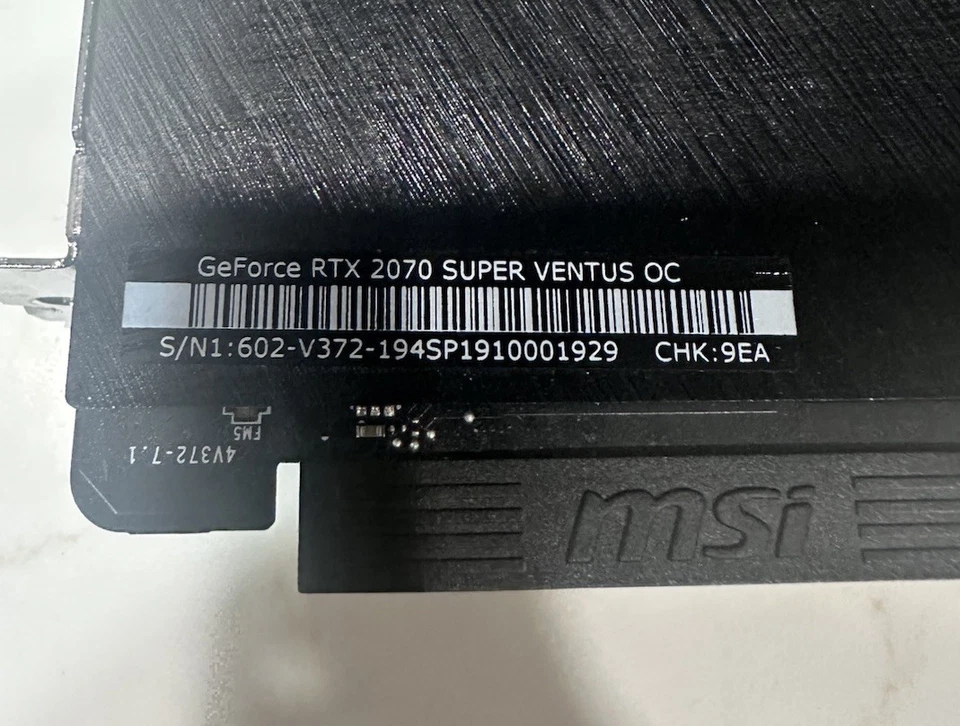 GeForce RTX 2070 SUPER VENTUS OC
S/N1:602-V372-194SP1910001929 CHK:9EA
FM5
4V372-7.1
msi